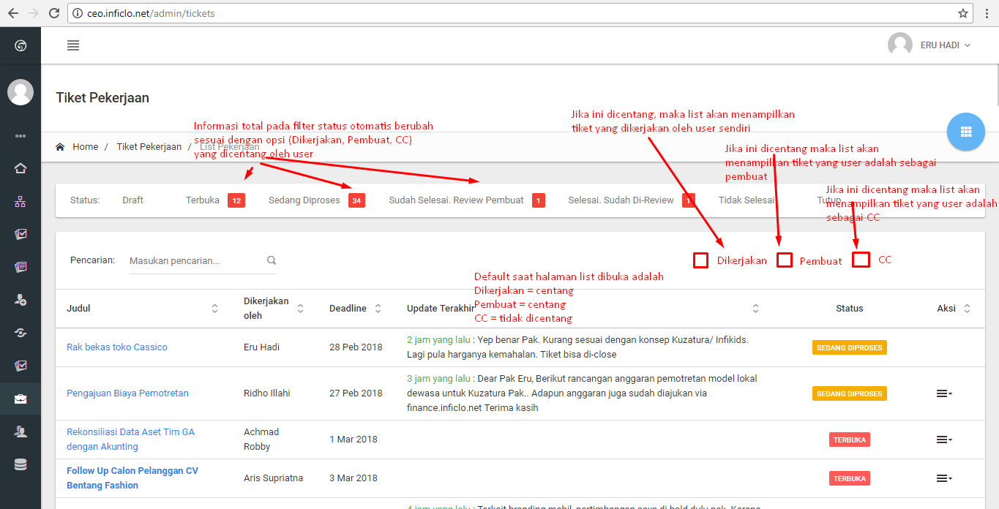 ceo.inficlo.net/admin/tickets
ERU HADI
Tiket Pekerjaan
Informasi total pada filter status otomatis berubah
sesuai dengan opsi (Dikerjakan, Pembuat, CC)
yang dicentang oleh user
Jika ini dicentang, maka list akan menampilkan
tiket yang dikerjakan oleh user sendiri
Jika ini dicentang maka list akan
menampilkan tiket yang user adalah sebagai
pembuat
Home / Tiket Pekerjaan / List Pekerjaan
Jika ini dicentang maka list akan
menampilkan tiket yang user adalah
sebagai CC
Status: Draft Terbuka 12 Sedang Diproses 34 Sudah Selesai. Review Pembuat 1 Selesai. Sudah Di-Review 1 Tidak Selesai Tutup
Pencarian: Masukan pencarian... Dikerjakan Pembuat CC
Default saat halaman list dibuka adalah
Dikerjakan = centang
Pembuat = centang
CC = tidak dicentang
Judul Dikerjakan oleh Deadline Update Terakhir Status Aksi
Rak bekas toko Cassico Eru Hadi 28 Peb 2018 2 jam yang lalu : Yep benar Pak. Kurang sesuai dengan konsep Kuzatura/ Infikids.
Lagi pula harganya kemahalan. Tiket bisa di-close
SEDANG DIPROSES
Pengajuan Biaya Pemotretan Ridho Illahi 27 Peb 2018 3 jam yang lalu : Dear Pak Eru, Berikut rancangan anggaran pemotretan model lokal
dewasa untuk Kuzatura Pak.. Adapun anggaran juga sudah diajukan via
finance.inficlo.net Terima kasih
SEDANG DIPROSES
Rekonsiliasi Data Aset Tim GA
dengan Akunting
Achmad
Robby
1 Mar 2018
TERBUKA
Follow Up Calon Pelanggan CV
Bentang Fashion
Aris Supriatna
3 Mar 2018
TERBUKA
4 jam yang lalu : Terkait branding mobil, pertimbangan saya di hold dulu pak. Karena